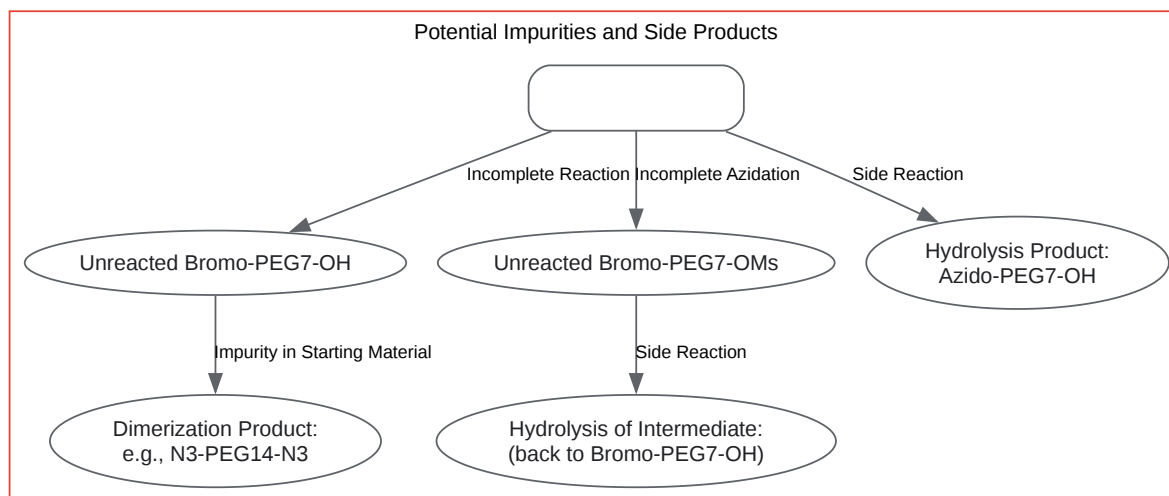 Potential Impurities and Side Products
Incomplete Reaction
Incomplete Azidation
Side Reaction
Unreacted Bromo-PEG7-OH
Unreacted Bromo-PEG7-OMs
Hydrolysis Product:
Azido-PEG7-OH
Impurity in Starting Material
Side Reaction
Dimerization Product:
e.g., N3-PEG14-N3
Hydrolysis of Intermediate:
(back to Bromo-PEG7-OH)